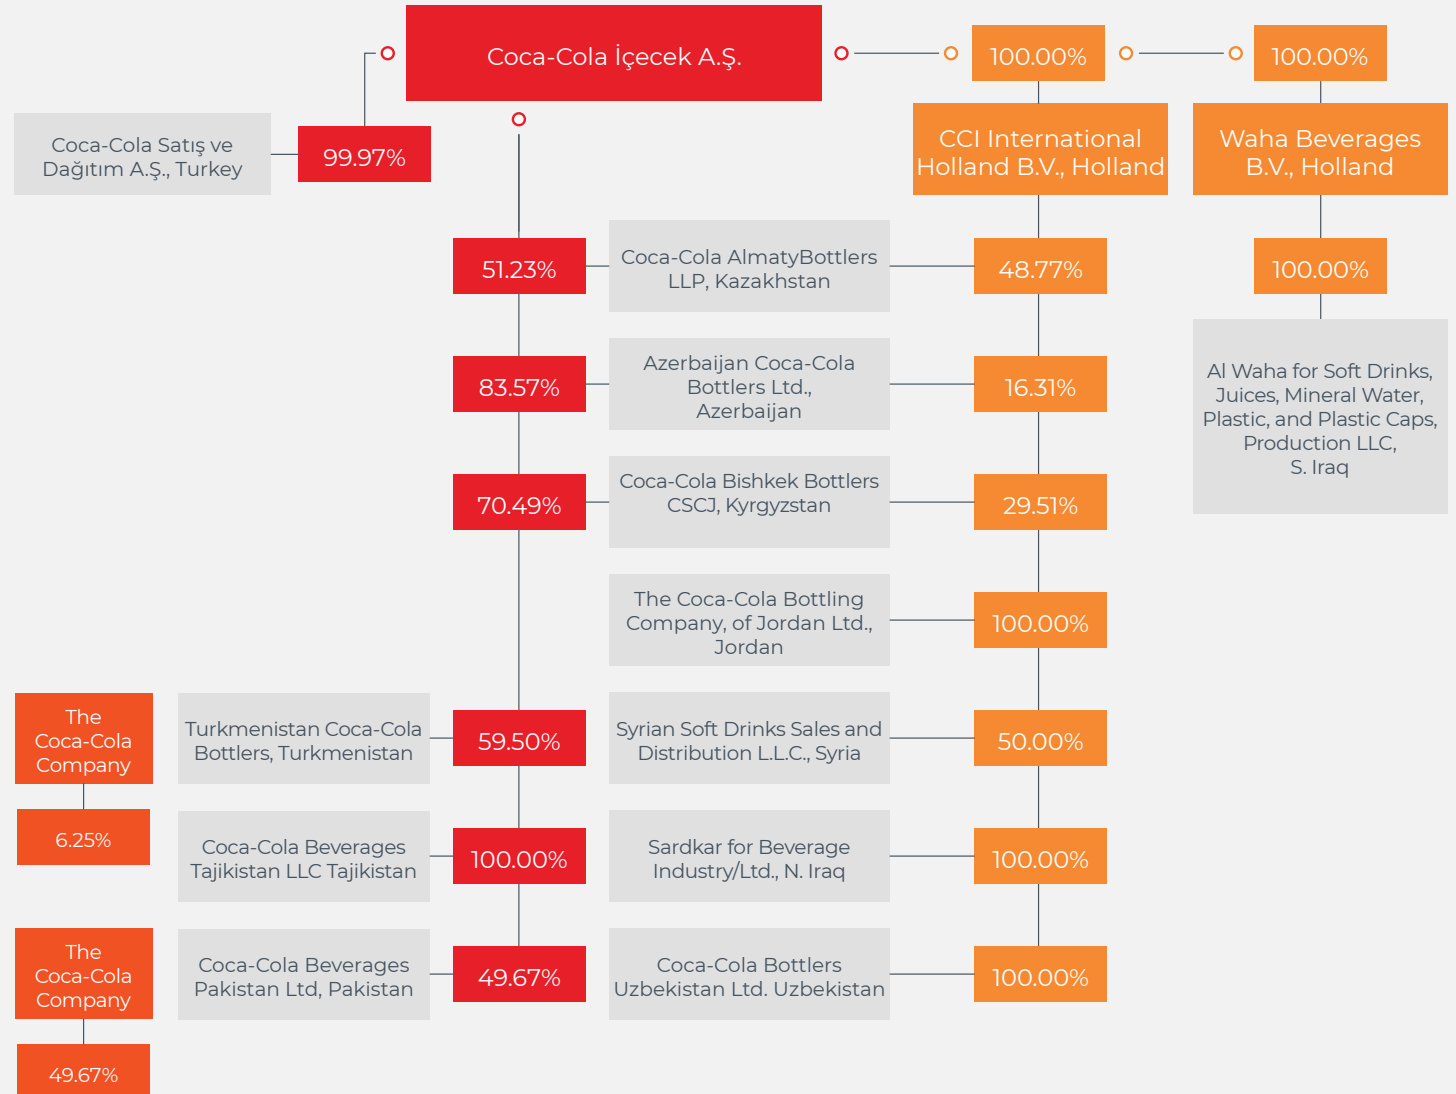 Coca-Cola İçecek A.Ş.
100.00%
100.00%
Coca-Cola Satış ve
Dağıtım A.Ş., Turkey
99.97%
CCI International
Holland B.V., Holland
Waha Beverages
B.V., Holland
51.23%
Coca-Cola AlmatyBottlers
LLP, Kazakhstan
48.77%
100.00%
83.57%
Azerbaijan Coca-Cola
Bottlers Ltd.,
Azerbaijan
16.31%
Al Waha for Soft Drinks,
Juices, Mineral Water,
Plastic, and Plastic Caps,
Production LLC,
S. Iraq
70.49%
Coca-Cola Bishkek Bottlers
CSCJ, Kyrgyzstan
29.51%
The Coca-Cola Bottling
Company, of Jordan Ltd.,
Jordan
100.00%
The
Coca-Cola
Company
6.25%
Turkmenistan Coca-Cola
Bottlers, Turkmenistan
59.50%
Syrian Soft Drinks Sales and
Distribution L.L.C., Syria
50.00%
Coca-Cola Beverages
Tajikistan LLC Tajikistan
100.00%
Sardkar for Beverage
Industry/Ltd., N. Iraq
100.00%
The
Coca-Cola
Company
49.67%
Coca-Cola Beverages
Pakistan Ltd, Pakistan
49.67%
Coca-Cola Bottlers
Uzbekistan Ltd. Uzbekistan
100.00%